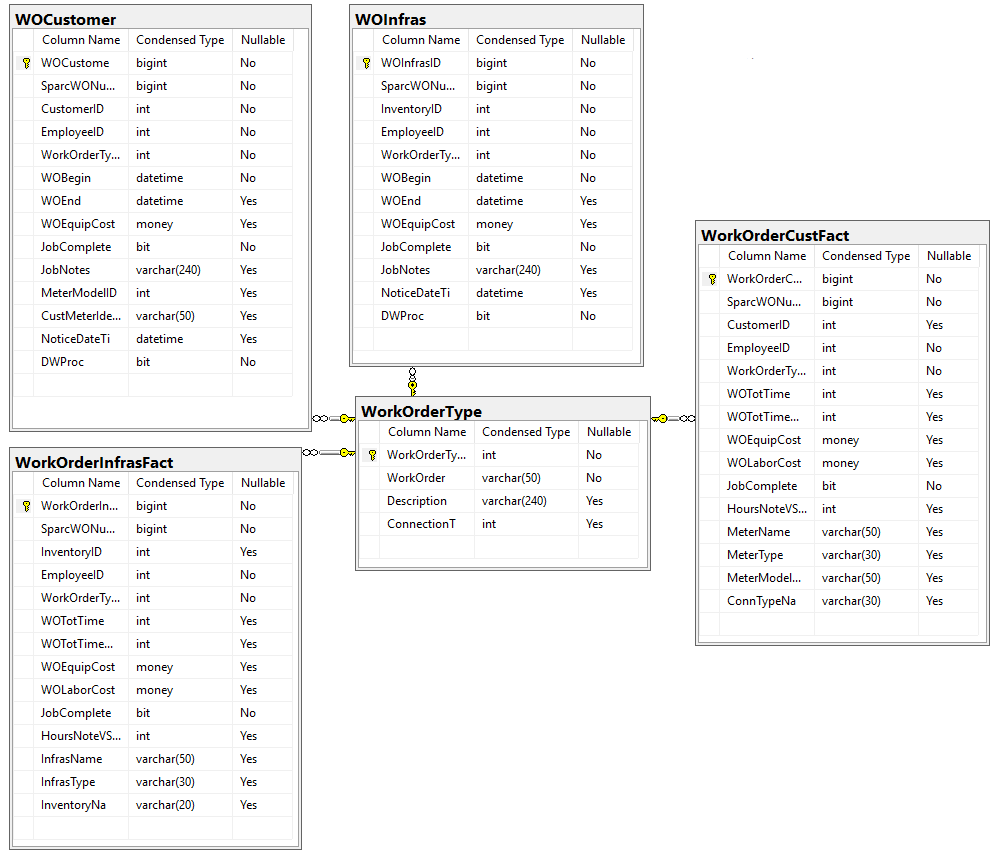 WOCustomer
Column Name Condensed Type Nullable
WOCustome bigint No
SparcWONu... bigint No
CustomerID int No
EmployeeID int No
WorkOrderTy... int No
WOBegin datetime No
WOEnd datetime Yes
WOEquipCost money Yes
JobComplete bit No
JobNotes varchar(240) Yes
MeterModelID int Yes
CustMeterIde... varchar(50) Yes
NoticeDateTi datetime Yes
DWProc bit No
WOInfras
Column Name Condensed Type Nullable
WOInfrasID bigint No
SparcWONu... bigint No
InventoryID int No
EmployeeID int No
WorkOrderTy... int No
WOBegin datetime No
WOEnd datetime Yes
WOEquipCost money Yes
JobComplete bit No
JobNotes varchar(240) Yes
NoticeDateTi datetime Yes
DWProc bit No
WorkOrderCustFact
Column Name Condensed Type Nullable
WorkOrderC... bigint No
SparcWONu... bigint No
CustomerID int Yes
EmployeeID int No
WorkOrderTy... int No
WOTotTime int Yes
WOTotTime... int Yes
WOEquipCost money Yes
WOLaborCost money Yes
JobComplete bit No
HoursNoteVS... int Yes
MeterName varchar(50) Yes
MeterType varchar(30) Yes
MeterModel... varchar(50) Yes
ConnTypeNa varchar(30) Yes
WorkOrderType
Column Name Condensed Type Nullable
WorkOrderTy... int No
WorkOrder varchar(50) No
Description varchar(240) Yes
ConnectionT int Yes
WorkOrderInfrasFact
Column Name Condensed Type Nullable
WorkOrderIn... bigint No
SparcWONu... bigint No
InventoryID int Yes
EmployeeID int No
WorkOrderTy... int No
WOTotTime int Yes
WOTotTime... int Yes
WOEquipCost money Yes
WOLaborCost money Yes
JobComplete bit No
HoursNoteVS... int Yes
InfrasName varchar(50) Yes
InfrasType varchar(30) Yes
InventoryNa varchar(20) Yes